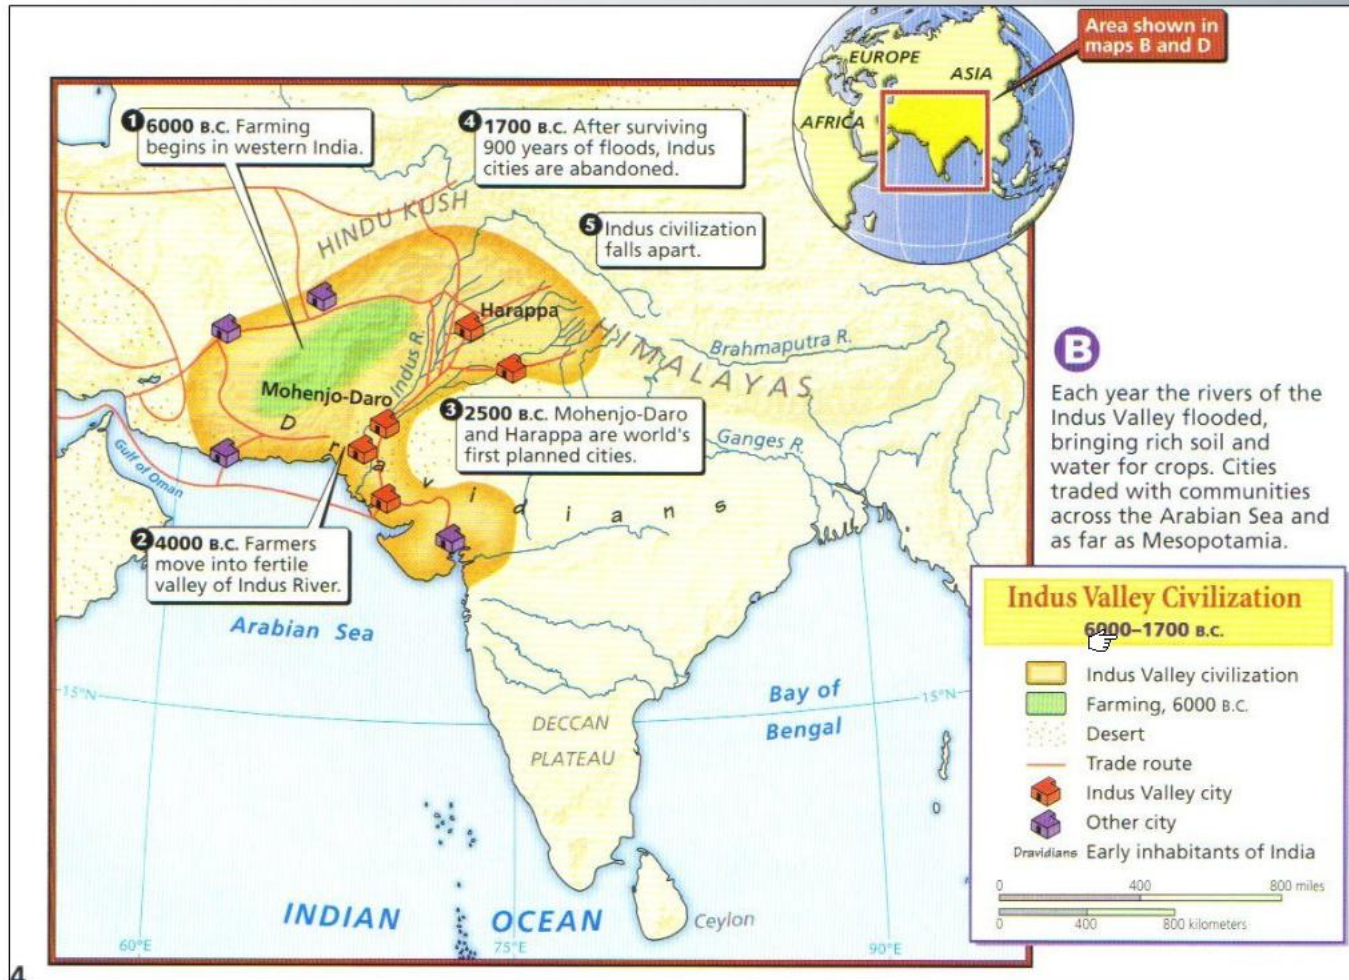 Area shown in
maps B and D
EUROPE
ASIA
AFRICA
1 6000 B.C. Farming
begins in western India.
4 1700 B.C. After surviving
900 years of floods, Indus
cities are abandoned.
5 Indus civilization
falls apart.
HINDU KUSH
Harappa
HIMALAYAS
Brahmaputra R.
Indus R.
Mohenjo-Daro
3 2500 B.C. Mohenjo-Daro
and Harappa are world's
first planned cities.
Ganges R.
Dravidians
Gulf of Oman
2 4000 B.C. Farmers
move into fertile
valley of Indus River.
Arabian Sea
15°N
15°N
Bay of
Bengal
DECCAN
PLATEAU
INDIAN OCEAN
Ceylon
60°E
75°E
90°E
B
Each year the rivers of the
Indus Valley flooded,
bringing rich soil and
water for crops. Cities
traded with communities
across the Arabian Sea and
as far as Mesopotamia.
Indus Valley Civilization
6000–1700 B.C.
Indus Valley civilization
Farming, 6000 B.C.
Desert
Trade route
Indus Valley city
Other city
Dravidians Early inhabitants of India
0 400 800 miles
0 400 800 kilometers
4